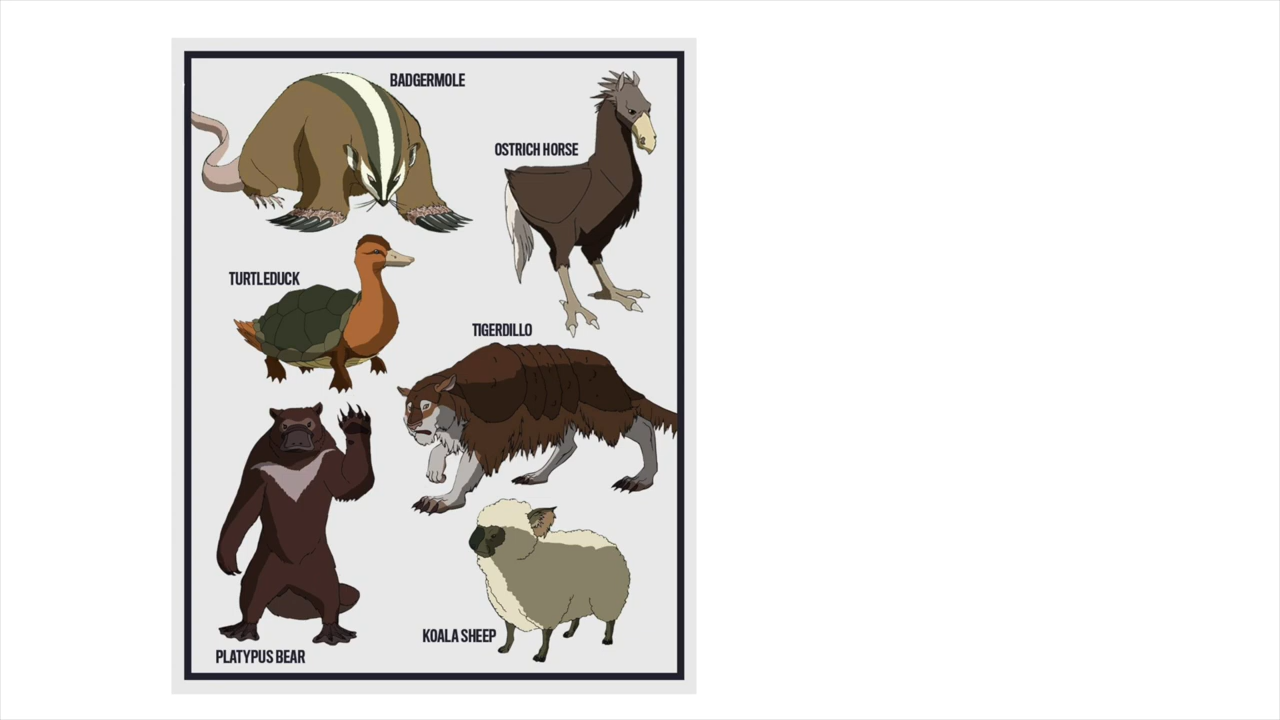 BADGERMOLE
OSTRICH HORSE
TURTLEDUCK
TIGERDILLO
KOALA SHEEP
PLATYPUS BEAR